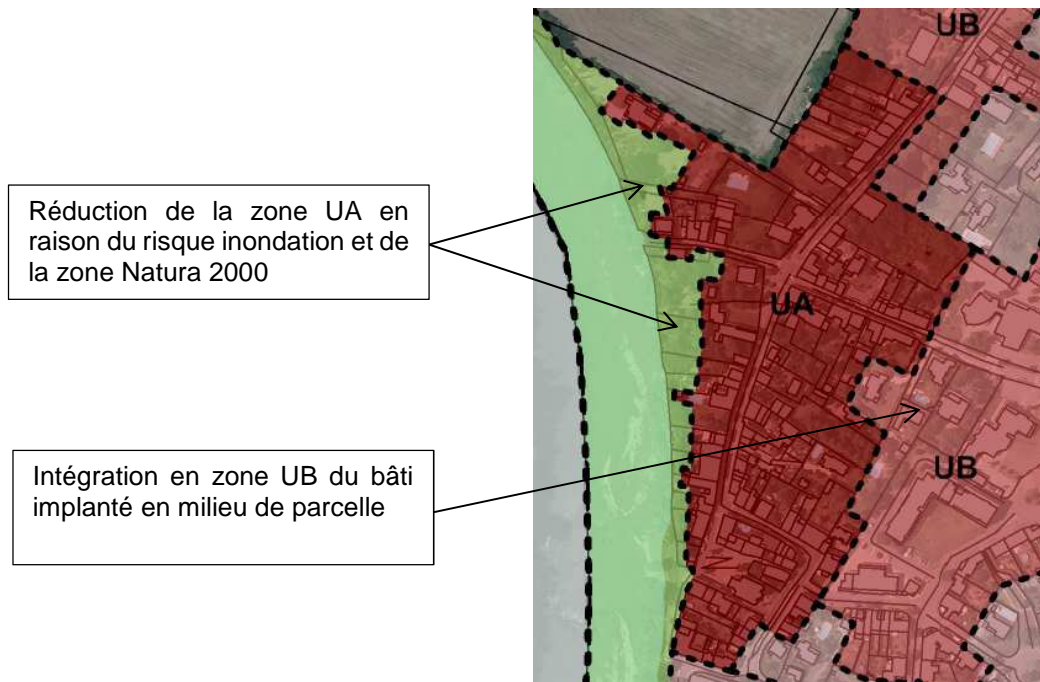 UB
Réduction de la zone UA en
raison du risque inondation et de
la zone Natura 2000
UA
Intégration en zone UB du bâti
implanté en milieu de parcelle
UB